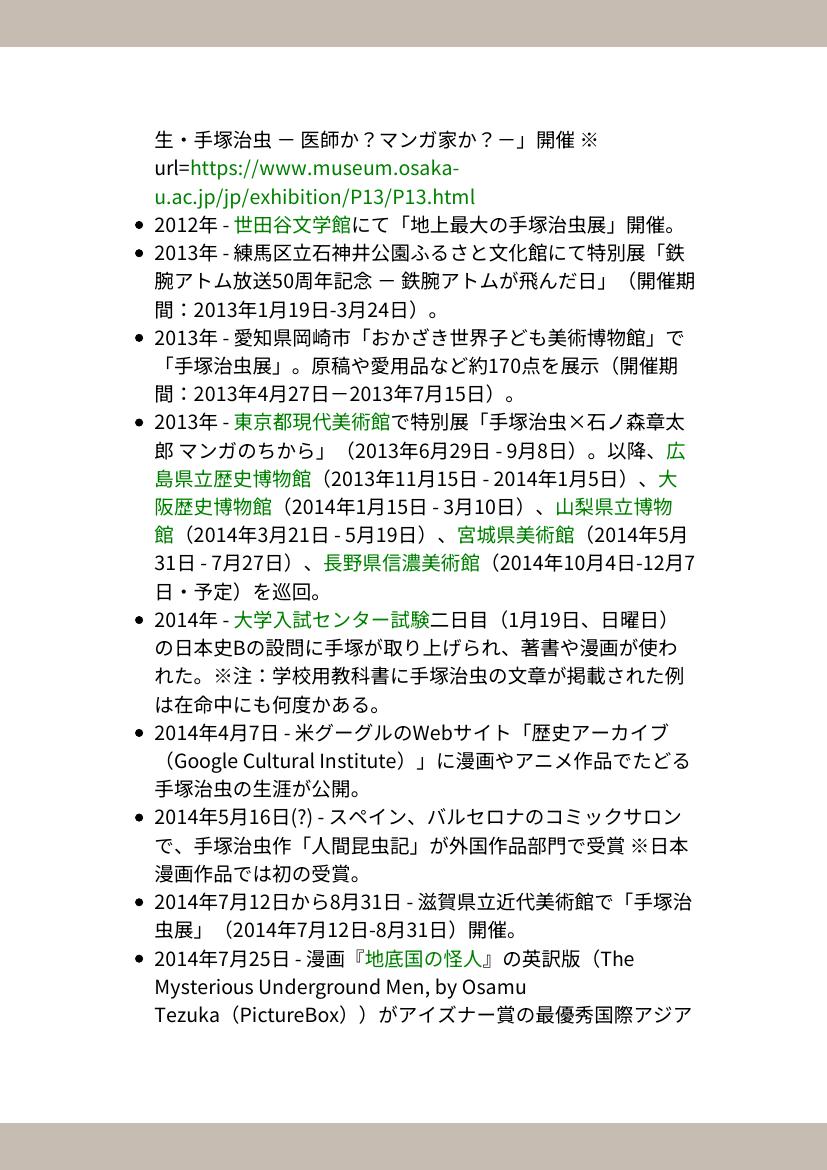 生・手塚治虫 － 医師か？マンガ家か？－」開催 ※
url=https://www.museum.osaka-
u.ac.jp/jp/exhibition/P13/P13.html
• 2012年 - 世田谷文学館にて「地上最大の手塚治虫展」開催。
• 2013年 - 練馬区立石神井公園ふるさと文化館にて特別展「鉄
腕アトム放送50周年記念 － 鉄腕アトムが飛んだ日」（開催期
間：2013年1月19日-3月24日）。
• 2013年 - 愛知県岡崎市「おかざき世界子ども美術博物館」で
「手塚治虫展」。原稿や愛用品など約170点を展示（開催期
間：2013年4月27日－2013年7月15日）。
• 2013年 - 東京都現代美術館で特別展「手塚治虫×石ノ森章太
郎 マンガのちから」（2013年6月29日 - 9月8日）。以降、広
島県立歴史博物館（2013年11月15日 - 2014年1月5日）、大
阪歴史博物館（2014年1月15日 - 3月10日）、山梨県立博物
館（2014年3月21日 - 5月19日）、宮城県美術館（2014年5月
31日 - 7月27日）、長野県信濃美術館（2014年10月4日-12月7
日・予定）を巡回。
• 2014年 - 大学入試センター試験二日目（1月19日、日曜日）
の日本史Bの設問に手塚が取り上げられ、著書や漫画が使わ
れた。※注：学校用教科書に手塚治虫の文章が掲載された例
は在命中にも何度かある。
• 2014年4月7日 - 米グーグルのWebサイト「歴史アーカイブ
（Google Cultural Institute）」に漫画やアニメ作品でたどる
手塚治虫の生涯が公開。
• 2014年5月16日(?) - スペイン、バルセロナのコミックサロン
で、手塚治虫作「人間昆虫記」が外国作品部門で受賞 ※日本
漫画作品では初の受賞。
• 2014年7月12日から8月31日 - 滋賀県立近代美術館で「手塚治
虫展」（2014年7月12日-8月31日）開催。
• 2014年7月25日 - 漫画『地底国の怪人』の英訳版（The
Mysterious Underground Men, by Osamu
Tezuka（PictureBox））がアイズナー賞の最優秀国際アジア